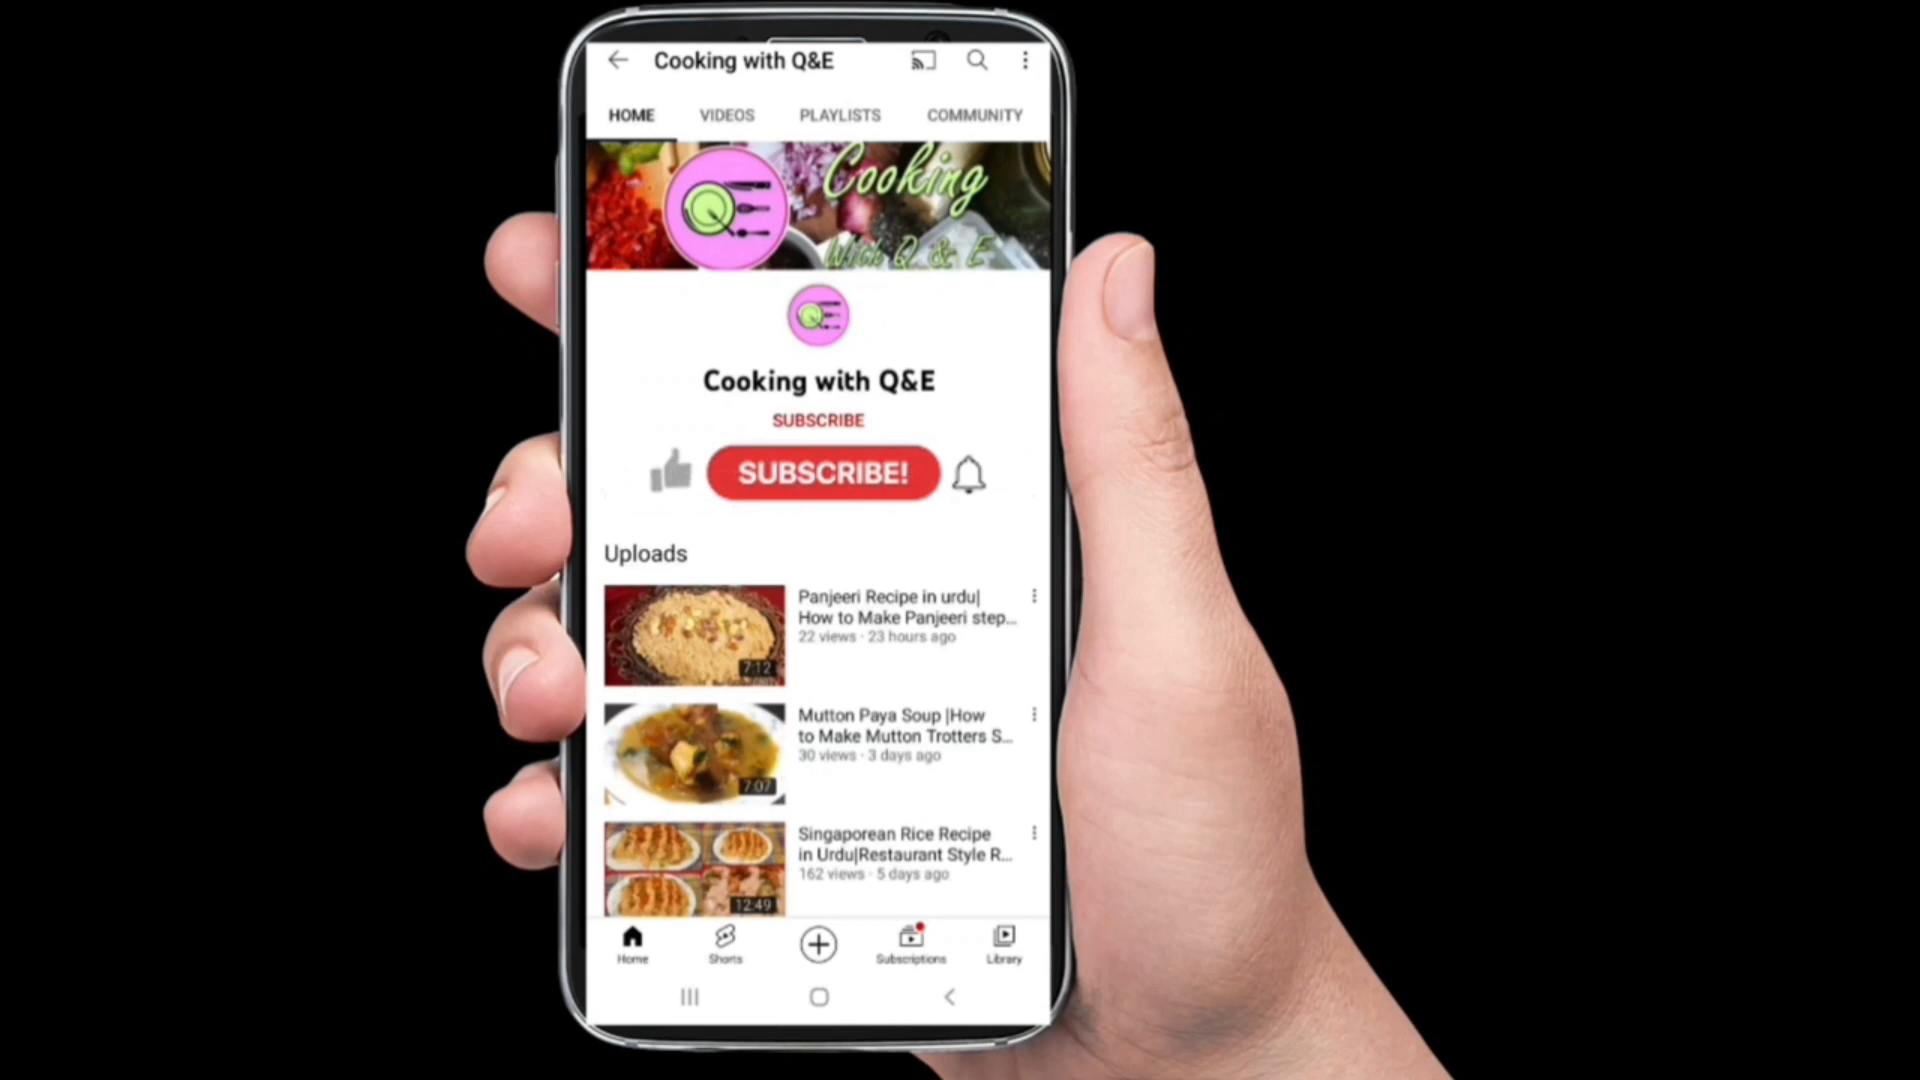 Cooking with Q&E
HOME VIDEOS PLAYLISTS COMMUNITY
Cooking
With Q & E
Cooking with Q&E
SUBSCRIBE
SUBSCRIBE!
Uploads
Panjeeri Recipe in urdu|
How to Make Panjeeri step...
22 views · 23 hours ago
7:12
Mutton Paya Soup |How
to Make Mutton Trotters S...
30 views · 3 days ago
7:07
Singaporean Rice Recipe
in Urdu|Restaurant Style R...
162 views · 5 days ago
12:49
Home Shorts Subscriptions Library